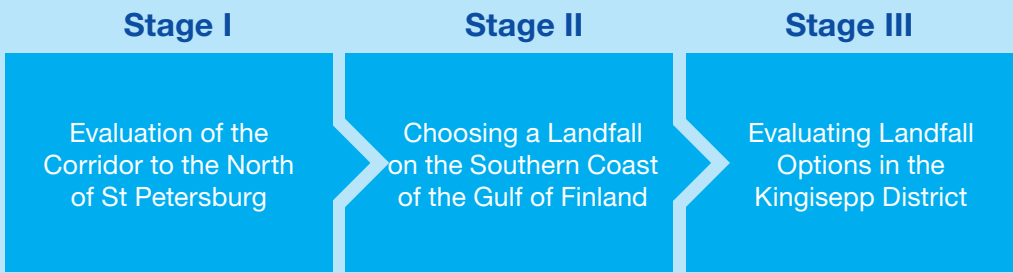 Stage I
Stage II
Stage III
Evaluation of the
Corridor to the North
of St Petersburg
Choosing a Landfall
on the Southern Coast
of the Gulf of Finland
Evaluating Landfall
Options in the
Kingisepp District